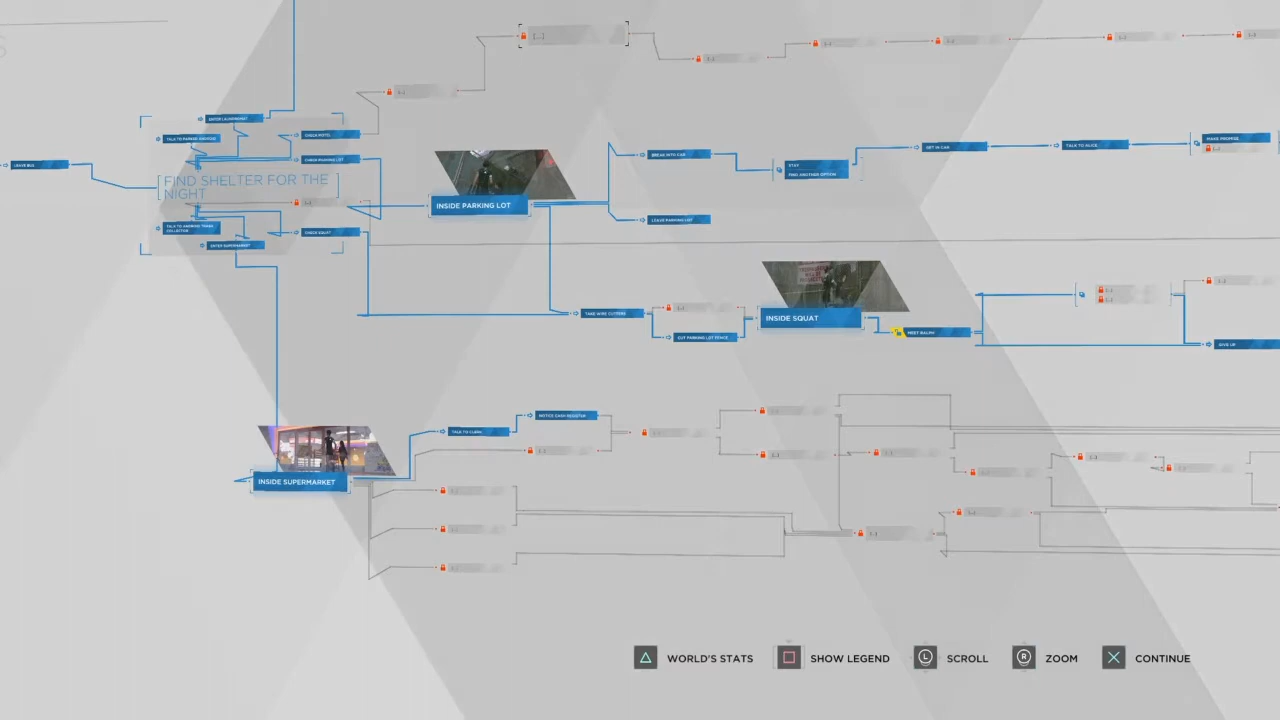 [...]
ENTER LAUNDROMAT
TALK TO PARKED ANDROID
CHECK MOTEL
CHECK PARKING LOT
LEAVE BUS
FIND SHELTER FOR THE
NIGHT
TALK TO ANDROID TRASH
COLLECTOR
CHECK SQUAT
ENTER SUPERMARKET
INSIDE PARKING LOT
BREAK INTO CAR
STAY
FIND ANOTHER OPTION
GET IN CAR
TALK TO ALICE
MAKE PROMISE
LEAVE PARKING LOT
TAKE WIRE CUTTERS
CUT PARKING LOT FENCE
INSIDE SQUAT
MEET RALPH
GIVE UP
INSIDE SUPERMARKET
TALK TO CLERK
NOTICE CASH REGISTER
WORLD'S STATS
SHOW LEGEND
L
SCROLL
R
ZOOM
CONTINUE